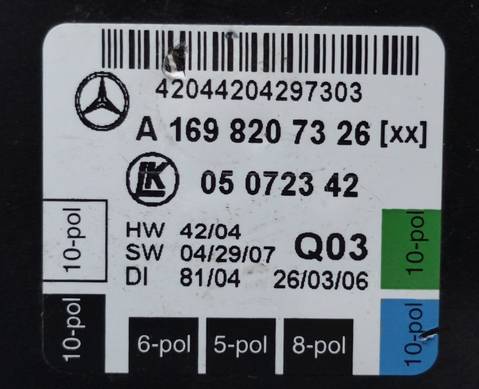 42044204297303
A 169 820 73 26 [xx]
LK 05 0723 42
HW 42/04
SW 04/29/07 Q03
DI 81/04 26/03/06
10-pol 10-pol
10-pol 6-pol 5-pol 8-pol 10-pol